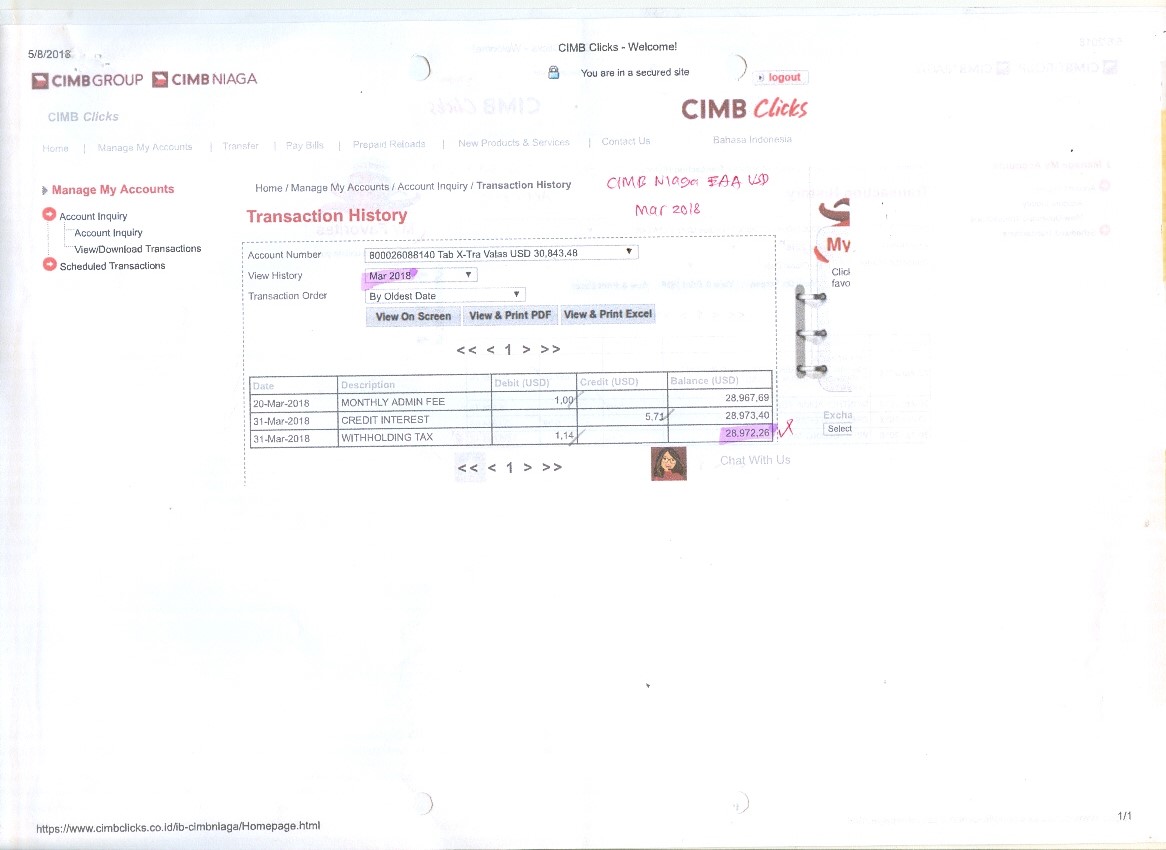 5/8/2018
CIMB Clicks - Welcome!
CIMBGROUP CIMBNIAGA
You are in a secured site
logout
CIMB Clicks
CIMB Clicks
Home | Manage My Accounts | Transfer | Pay Bills | Prepaid Reloads | New Products & Services | Contact Us
Bahasa Indonesia
Manage My Accounts
Account Inquiry
Account Inquiry
View/Download Transactions
Scheduled Transactions
Home / Manage My Accounts / Account Inquiry / Transaction History
CIMB Niaga EAA USD
Mar 2018
Transaction History
Account Number 800026088140 Tab X-Tra Valas USD 30,843,48
View History Mar 2018
Transaction Order By Oldest Date
View On Screen View & Print PDF View & Print Excel
<< < 1 > >>
Date Description Debit (USD) Credit (USD) Balance (USD)
20-Mar-2018 MONTHLY ADMIN FEE 1,00 28.967,69
31-Mar-2018 CREDIT INTEREST 5,71 28.973,40
31-Mar-2018 WITHHOLDING TAX 1,14 28.972,26
<< < 1 > >>
Chat With Us
My
Clic
favo
Excha
Select
https://www.cimbclicks.co.id/ib-cimbniaga/Homepage.html
1/1